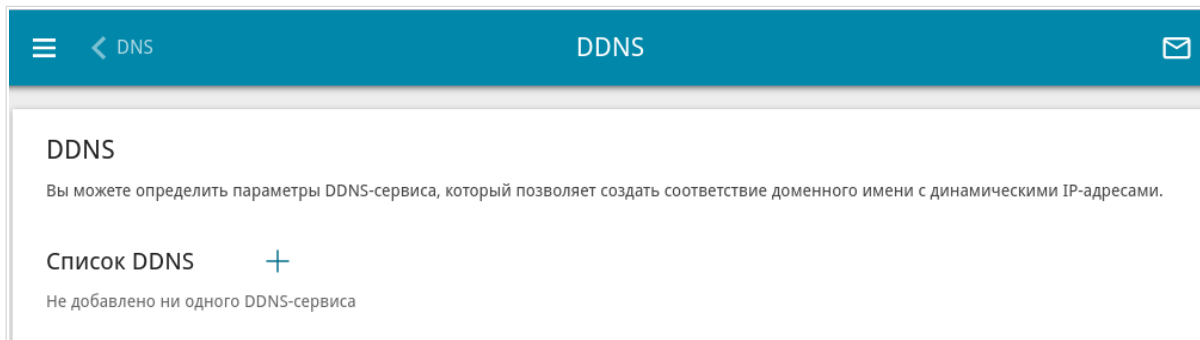 DNS
DDNS
DDNS
Вы можете определить параметры DDNS-сервиса, который позволяет создать соответствие доменного имени с динамическими IP-адресами.
Список DDNS
Не добавлено ни одного DDNS-сервиса